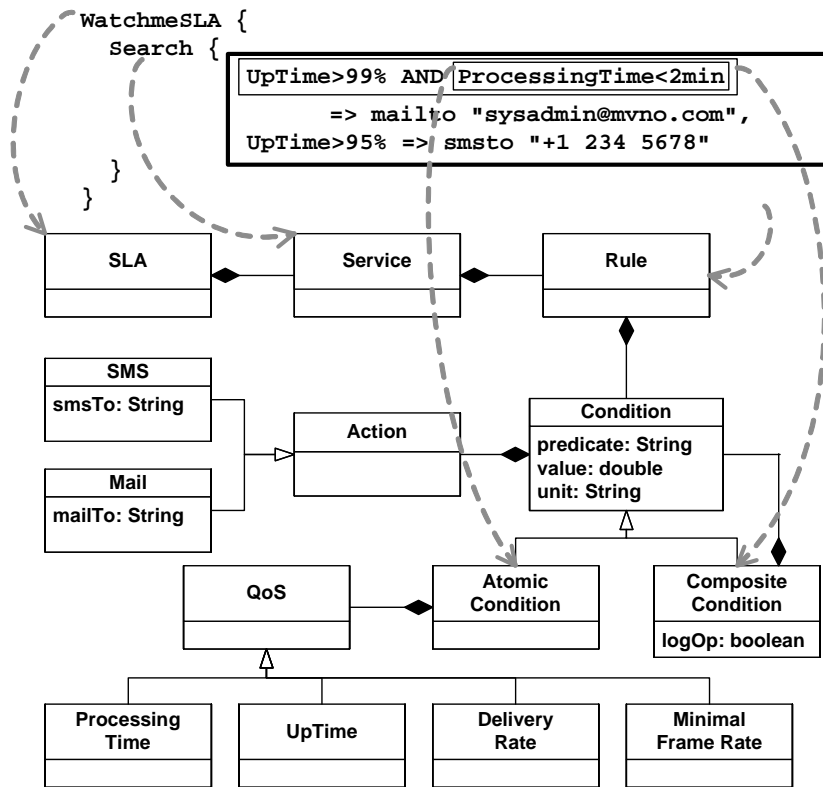 WatchmeSLA {
Search {
UpTime>99% AND ProcessingTime<2min
=> mailto "sysadmin@mvno.com",
UpTime>95% => smsto "+1 234 5678"
}
}
SLA
Service
Rule
SMS
smsTo: String
Mail
mailTo: String
Action
Condition
predicate: String
value: double
unit: String
QoS
Atomic
Condition
Composite
Condition
logOp: boolean
Processing
Time
UpTime
Delivery
Rate
Minimal
Frame Rate